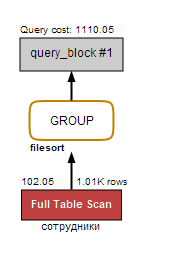 Query cost: 1110.05
query_block #1
GROUP
filesort
102.05 1.01K rows
Full Table Scan
сотрудники